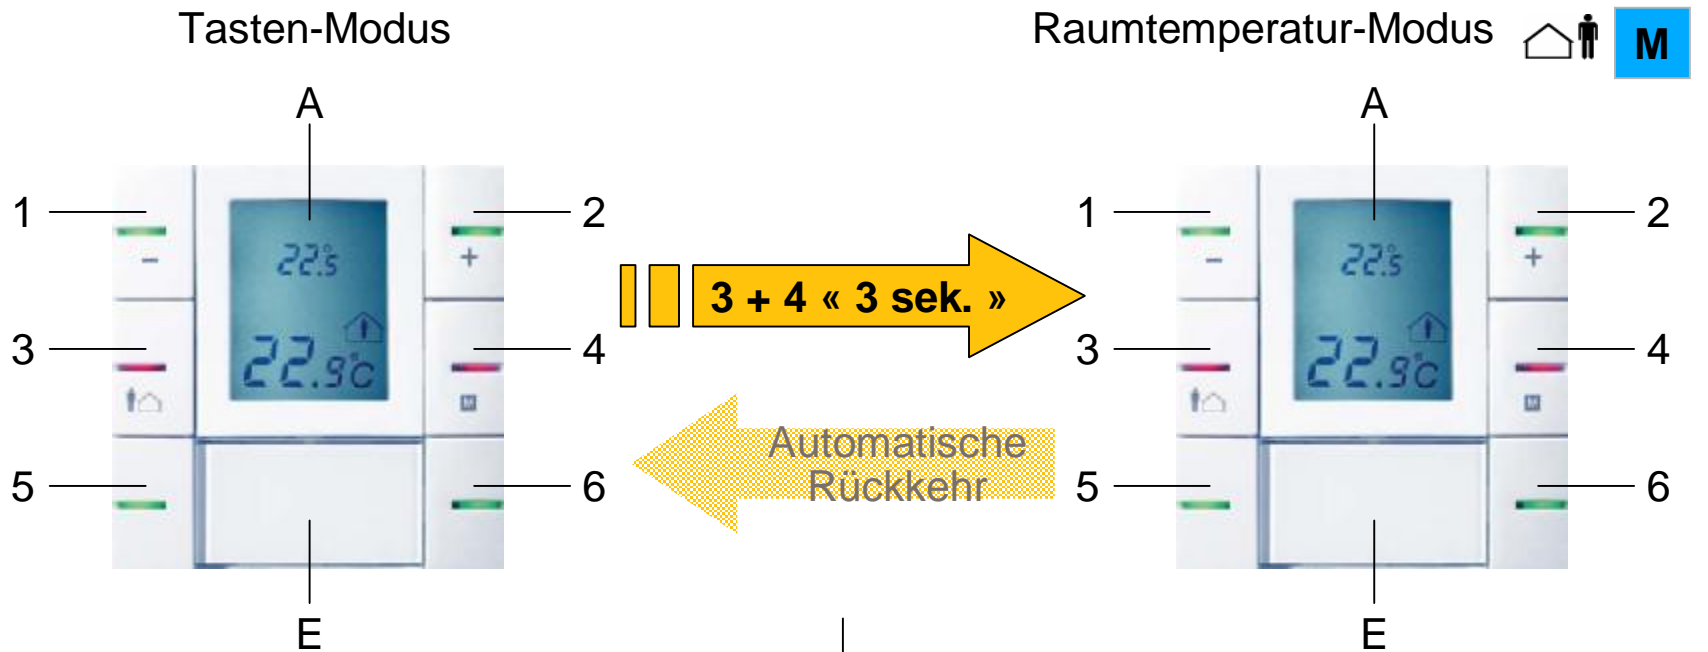 Tasten-Modus
Raumtemperatur-Modus
M
A
1
2
3
4
5
6
E
22.5
22.9°C
-
+
M
3 + 4 « 3 sek. »
Automatische
Rückkehr
A
1
2
3
4
5
6
E
22.5
22.9°C
-
+
M